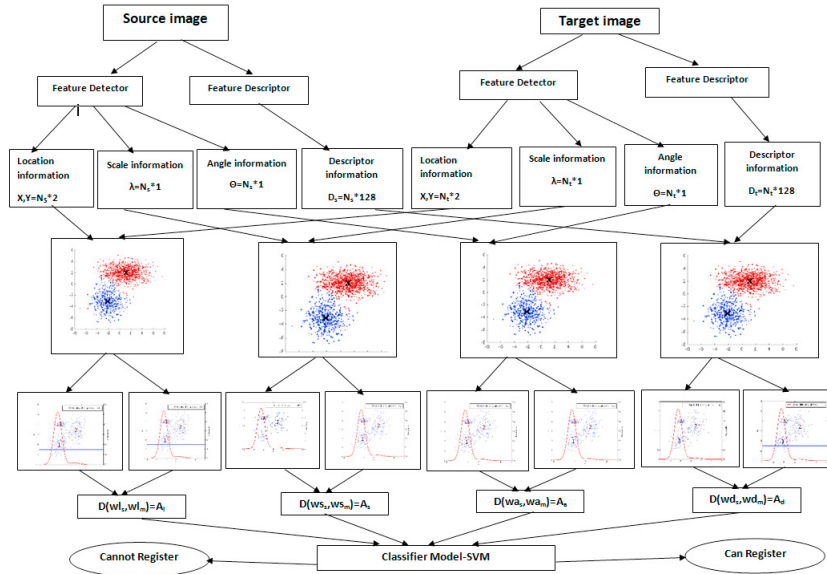 Source image
Target image
Feature Detector
Feature Descriptor
Feature Detector
Feature Descriptor
Location
information
X,Y=Nₛ*2
Scale information
λ=Nₛ*1
Angle information
Θ=Nₛ*1
Descriptor
information
Dₛ=Nₛ*128
Location
information
X,Y=Nₜ*2
Scale information
λ=Nₜ*1
Angle
information
Θ=Nₜ*1
Descriptor
information
Dₜ=Nₜ*128
D(wlₛ,wlₘ)=Aₗ
D(wsₛ,wsₘ)=Aₛ
D(waₛ,waₘ)=Aₐ
D(wdₛ,wdₘ)=A_d
Cannot Register
Classifier Model-SVM
Can Register